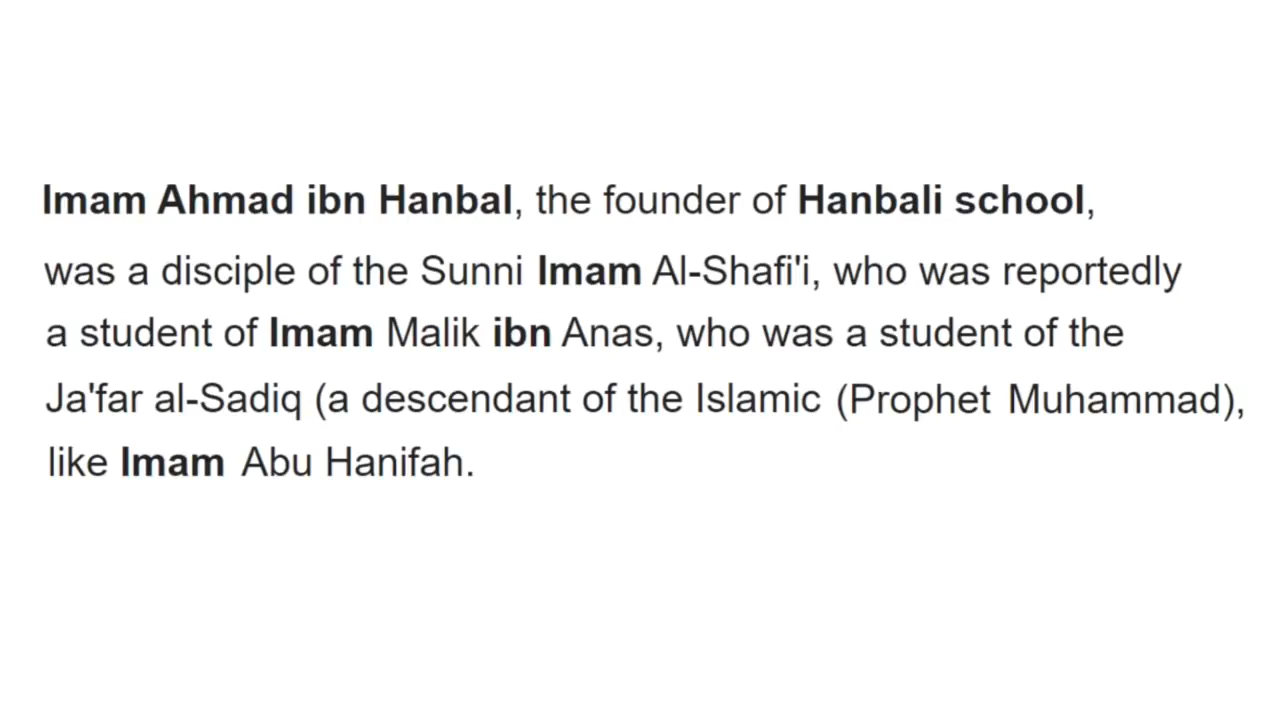 Imam Ahmad ibn Hanbal, the founder of Hanbali school,
was a disciple of the Sunni Imam Al-Shafi'i, who was reportedly
a student of Imam Malik ibn Anas, who was a student of the
Ja'far al-Sadiq (a descendant of the Islamic (Prophet Muhammad),
like Imam Abu Hanifah.